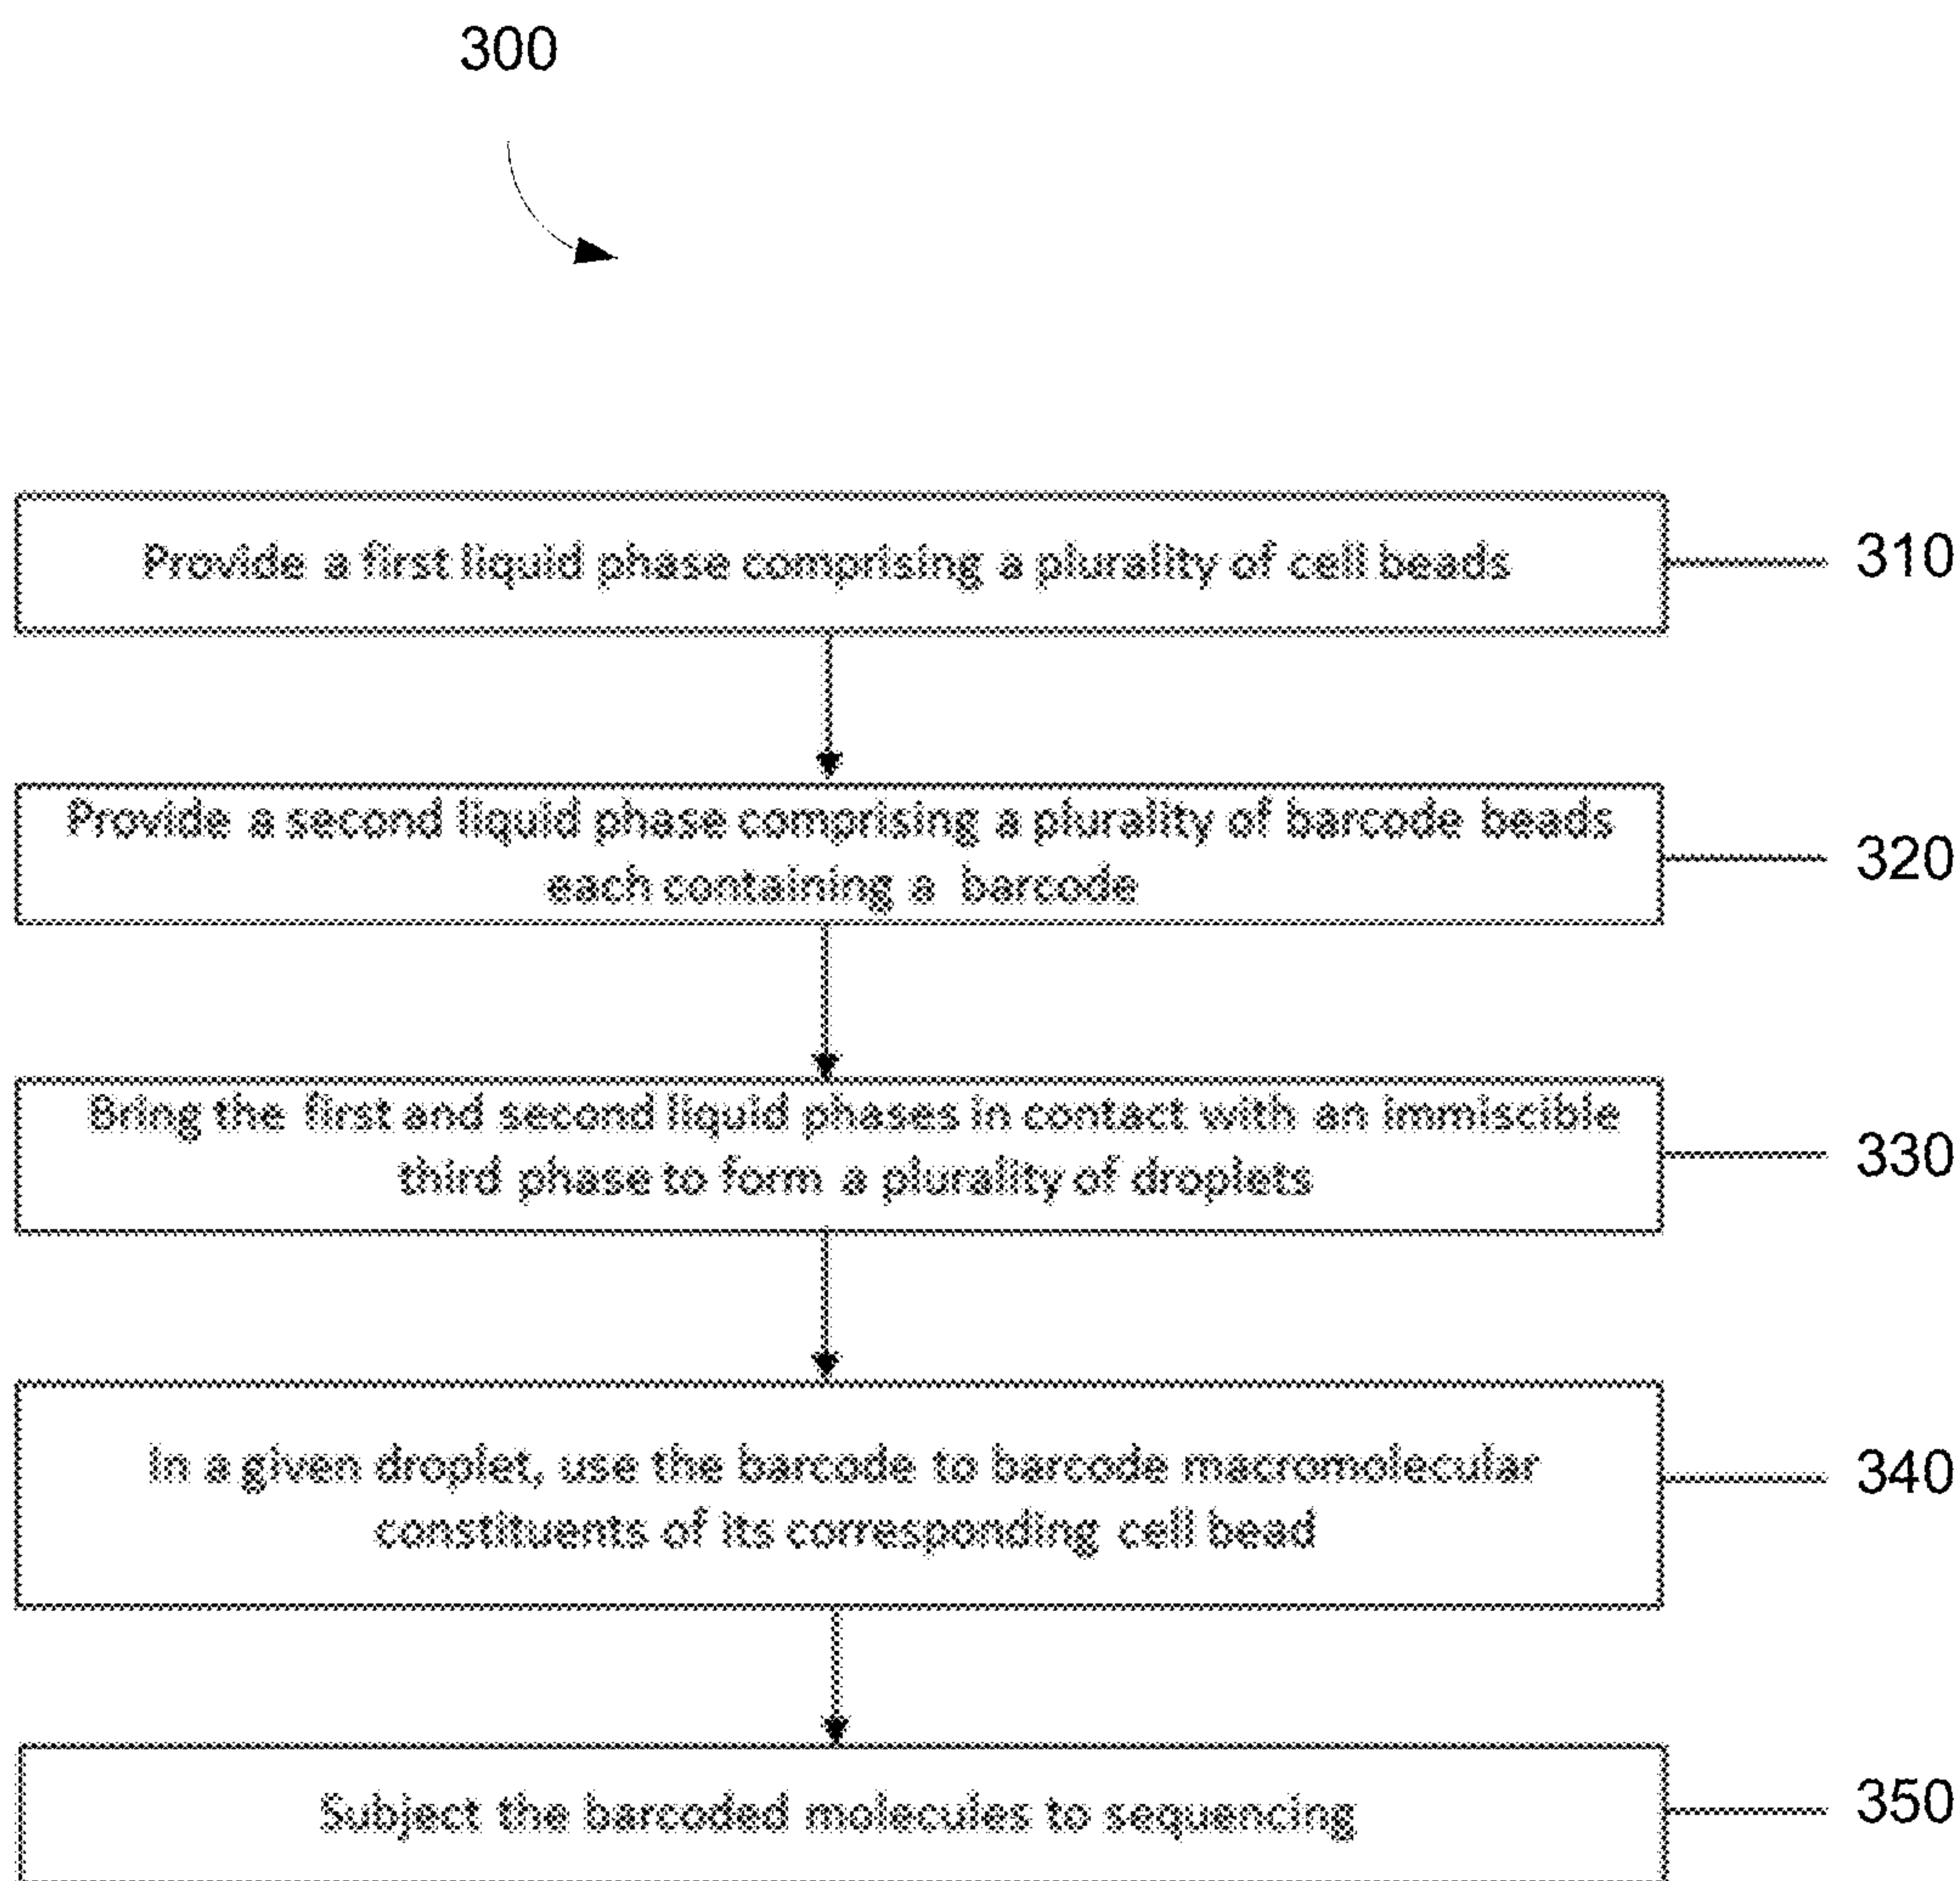 300
Provide a first liquid phase comprising a plurality of cell beads
310
Provide a second liquid phase comprising a plurality of barcode beads
each containing a barcode
320
Bring the first and second liquid phases in contact with an immiscible
third phase to form a plurality of droplets
330
In a given droplet, use the barcode to barcode macromolecular
constituents of its corresponding cell bead
340
Subject the barcoded molecules to sequencing
350